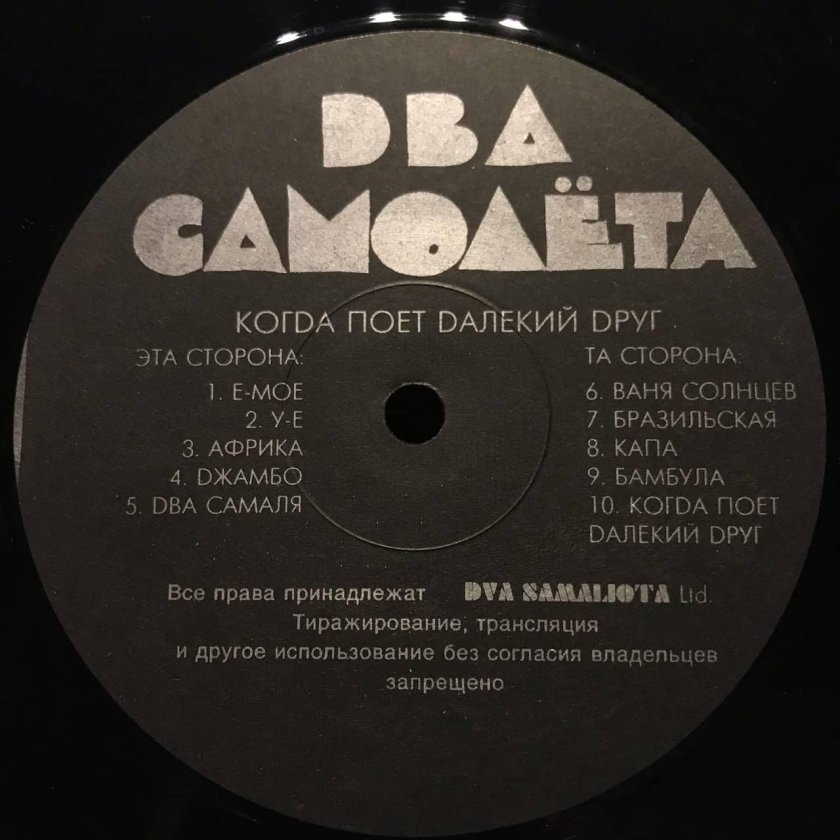 DВА
САМОЛЁТА
КОГDА ПОЕТ DАЛЕКИЙ DРУГ
ЭТА СТОРОНА:
1. Е-МОЕ
2. У-Е
3. АФРИКА
4. DЖАМБО
5. DВА САМАЛЯ
ТА СТОРОНА:
6. ВАНЯ СОЛНЦЕВ
7. БРАЗИЛЬСКАЯ
8. КАПА
9. БАМБУЛА
10. КОГDА ПОЕТ
DАЛЕКИЙ DРУГ
Все права принадлежат DVA SAMALIOTA Ltd.
Тиражирование, трансляция
и другое использование без согласия владельцев
запрещено